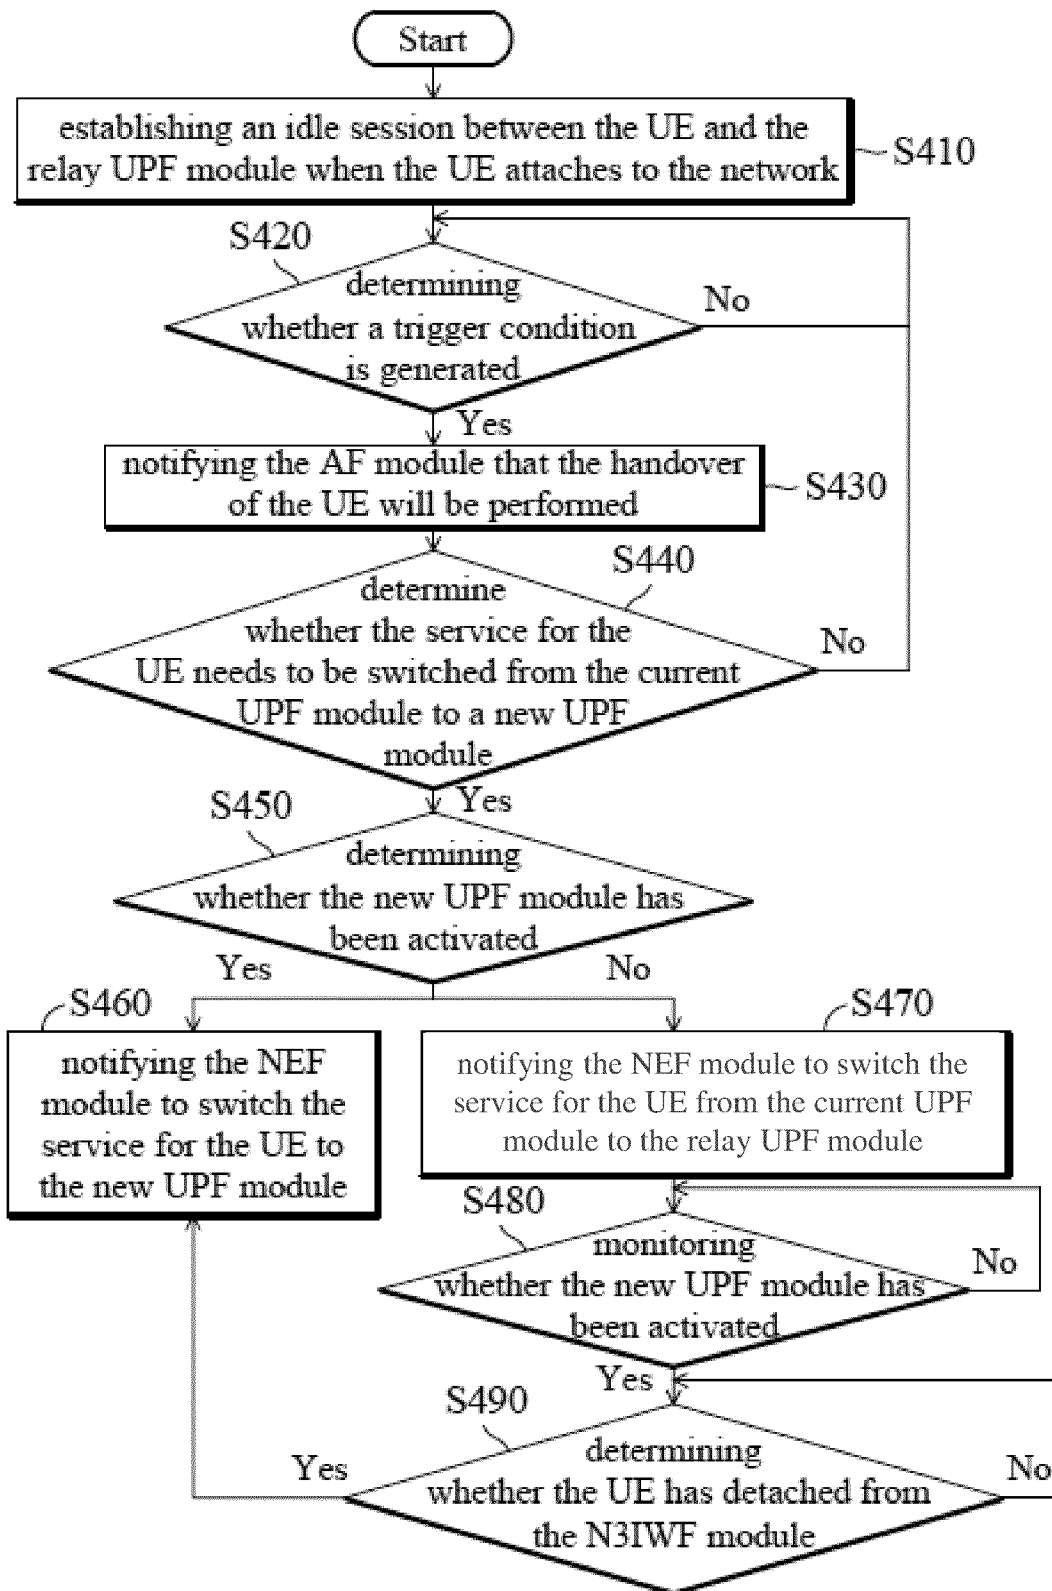 Start
establishing an idle session between the UE and the
relay UPF module when the UE attaches to the network
S410
S420
determining
whether a trigger condition
is generated
No
Yes
notifying the AF module that the handover
of the UE will be performed
S430
S440
determine
whether the service for the
UE needs to be switched from the current
UPF module to a new UPF
module
No
Yes
S450
determining
whether the new UPF module has
been activated
Yes
No
S460
notifying the NEF
module to switch the
service for the UE to
the new UPF module
S470
notifying the NEF module to switch the
service for the UE from the current UPF
module to the relay UPF module
S480
monitoring
whether the new UPF module has
been activated
No
Yes
S490
determining
whether the UE has detached from
the N3IWF module
Yes
No